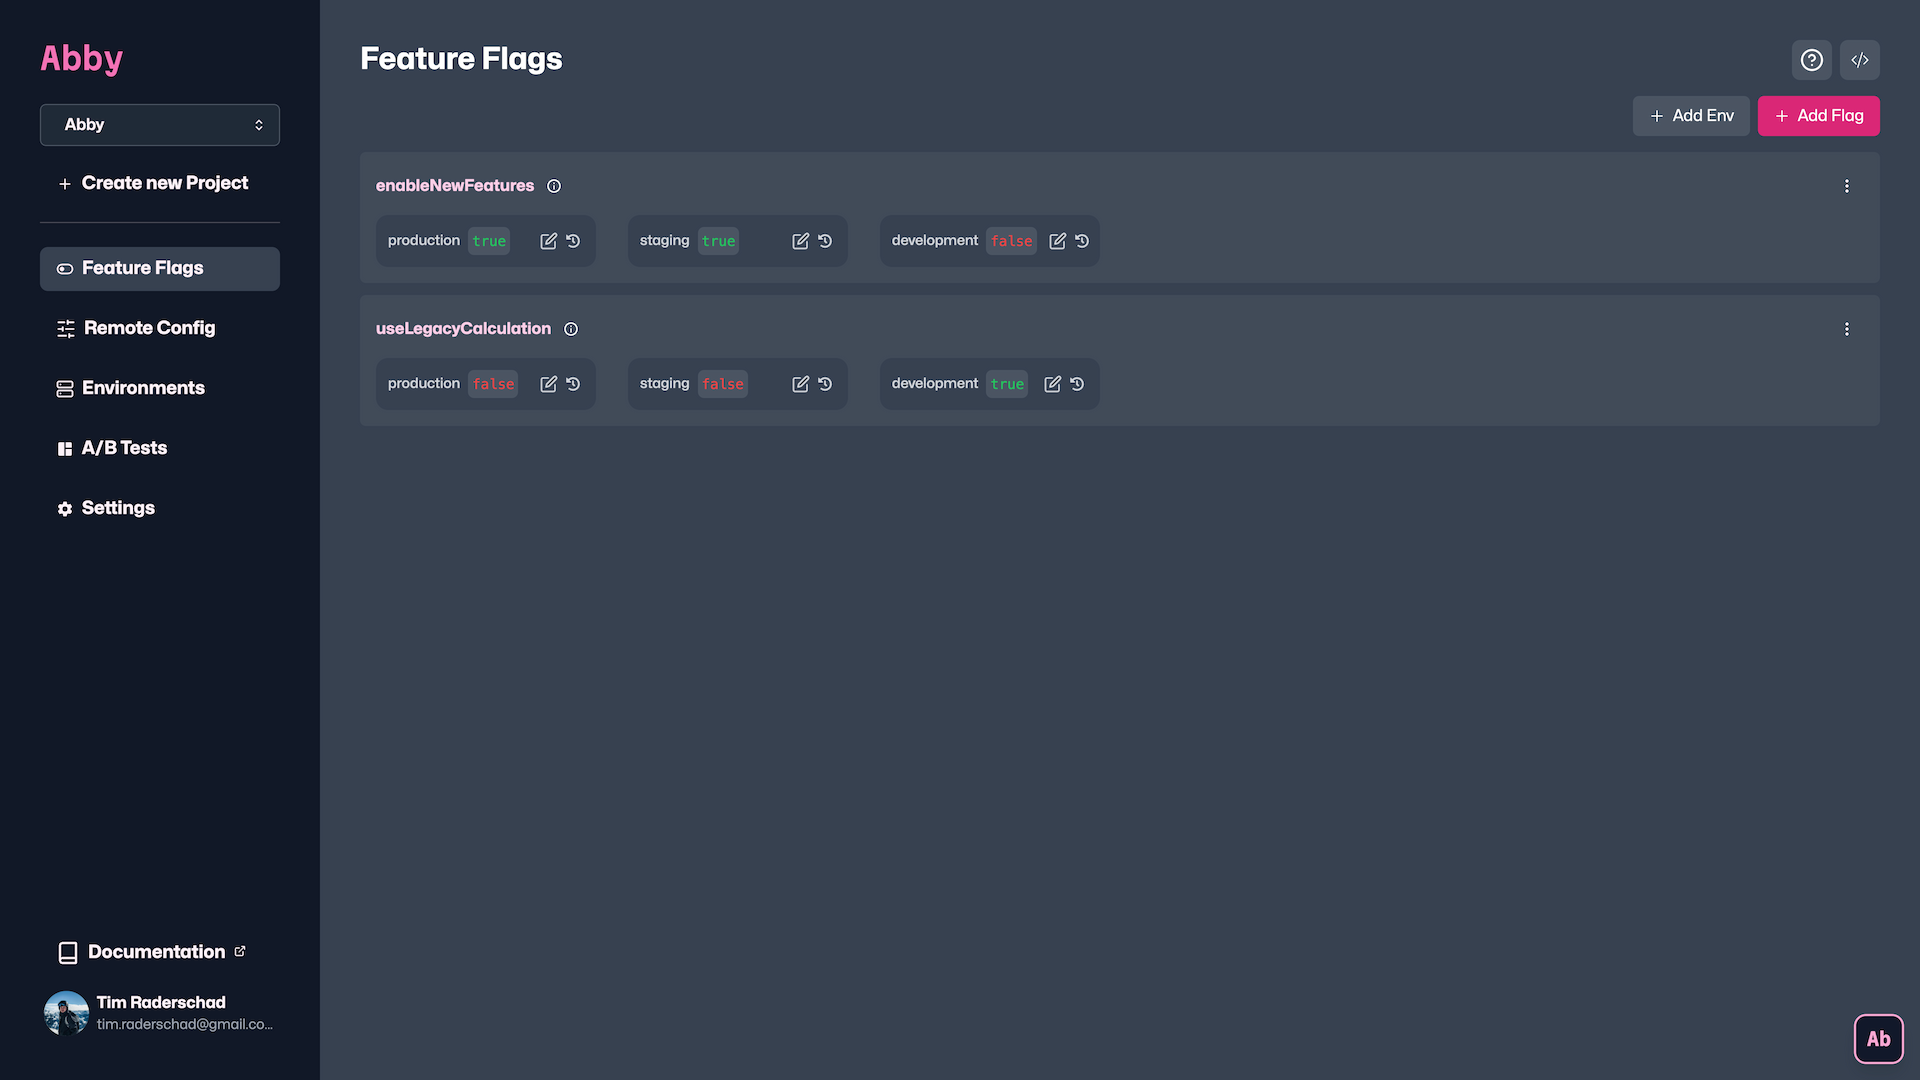 Abby
Abby
Create new Project
Feature Flags
Remote Config
Environments
A/B Tests
Settings
Documentation
Tim Raderschad
tim.raderschad@gmail.co...
Feature Flags
Add Env
Add Flag
enableNewFeatures
production true
staging true
development false
useLegacyCalculation
production false
staging false
development true
Ab